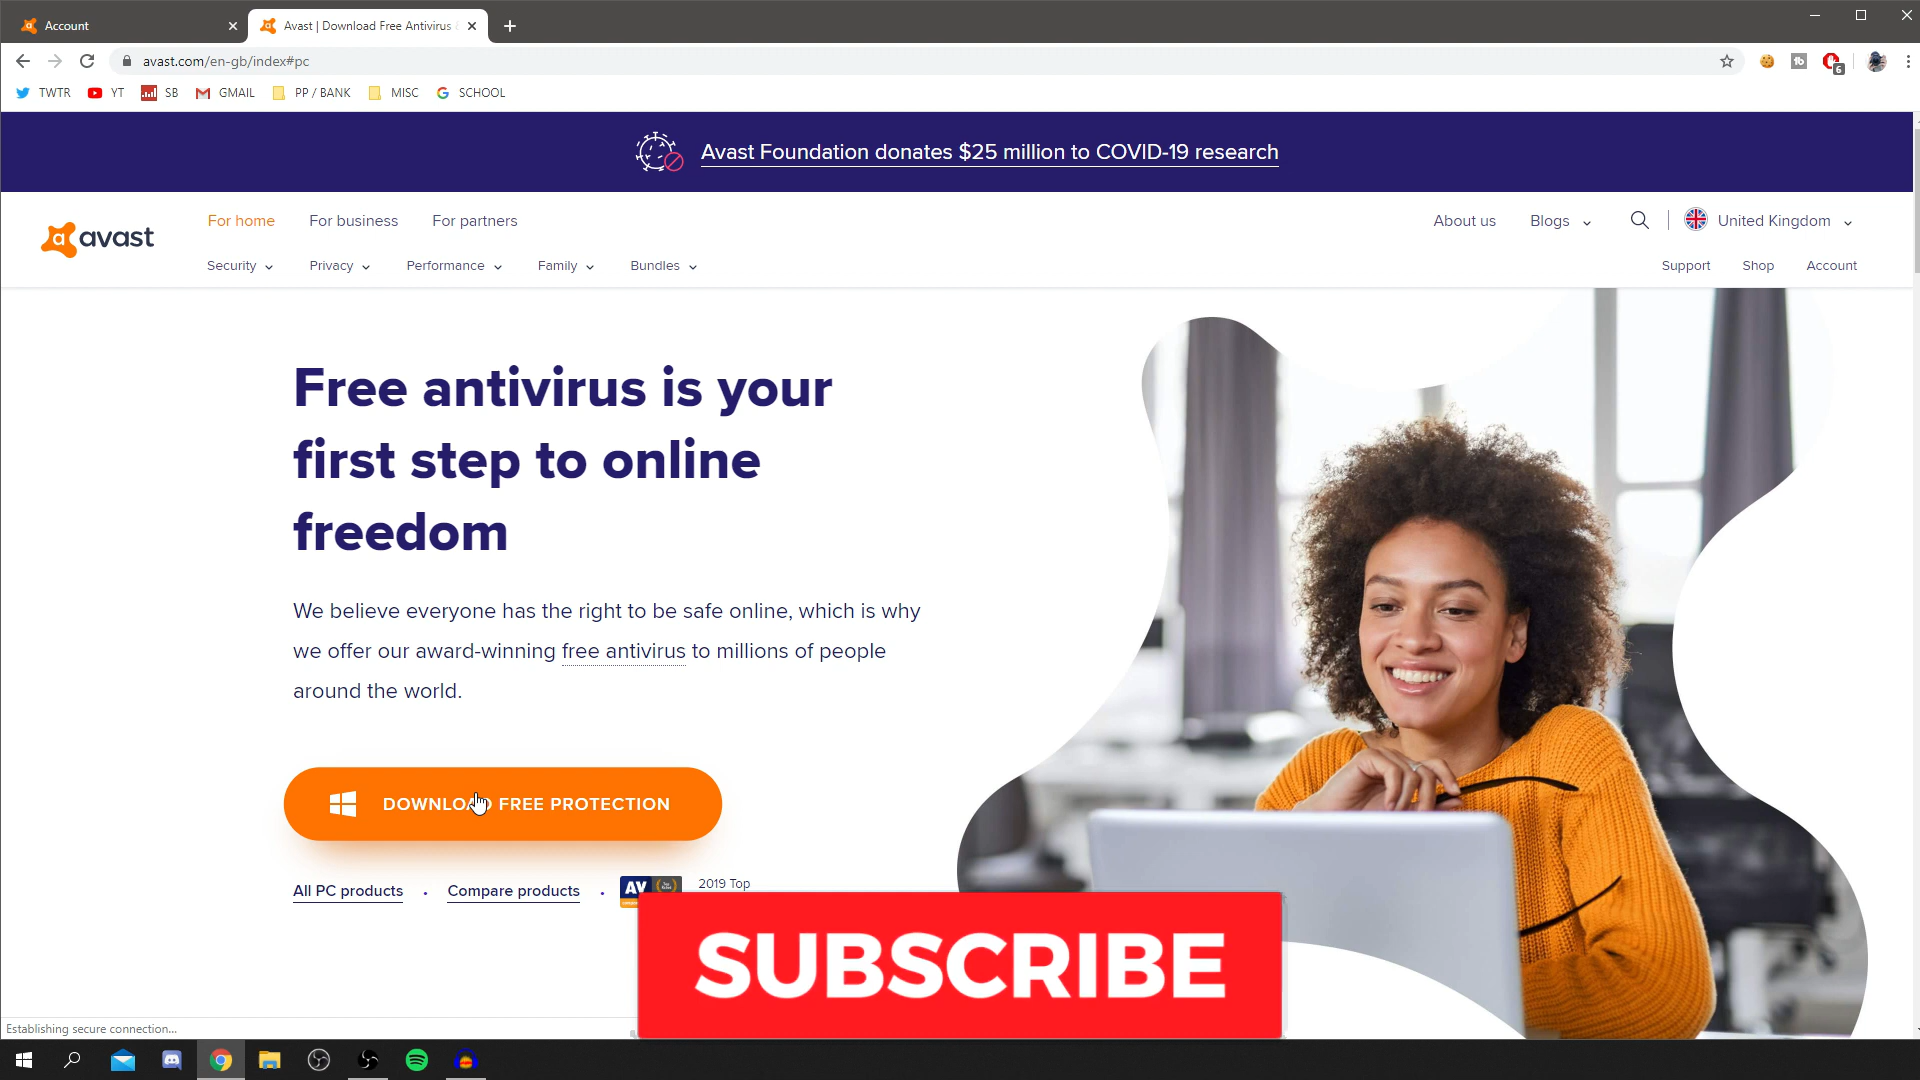 Account
Avast | Download Free Antivirus
avast.com/en-gb/index#pc
6
TWTR
YT
SB
GMAIL
PP / BANK
MISC
SCHOOL
Avast Foundation donates $25 million to COVID-19 research
avast
For home
For business
For partners
About us
Blogs
United Kingdom
Security
Privacy
Performance
Family
Bundles
Support
Shop
Account
Free antivirus is your
first step to online
freedom
We believe everyone has the right to be safe online, which is why
we offer our award-winning free antivirus to millions of people
around the world.
DOWNLOAD FREE PROTECTION
All PC products
Compare products
AV
2019 Top
SUBSCRIBE
Establishing secure connection...